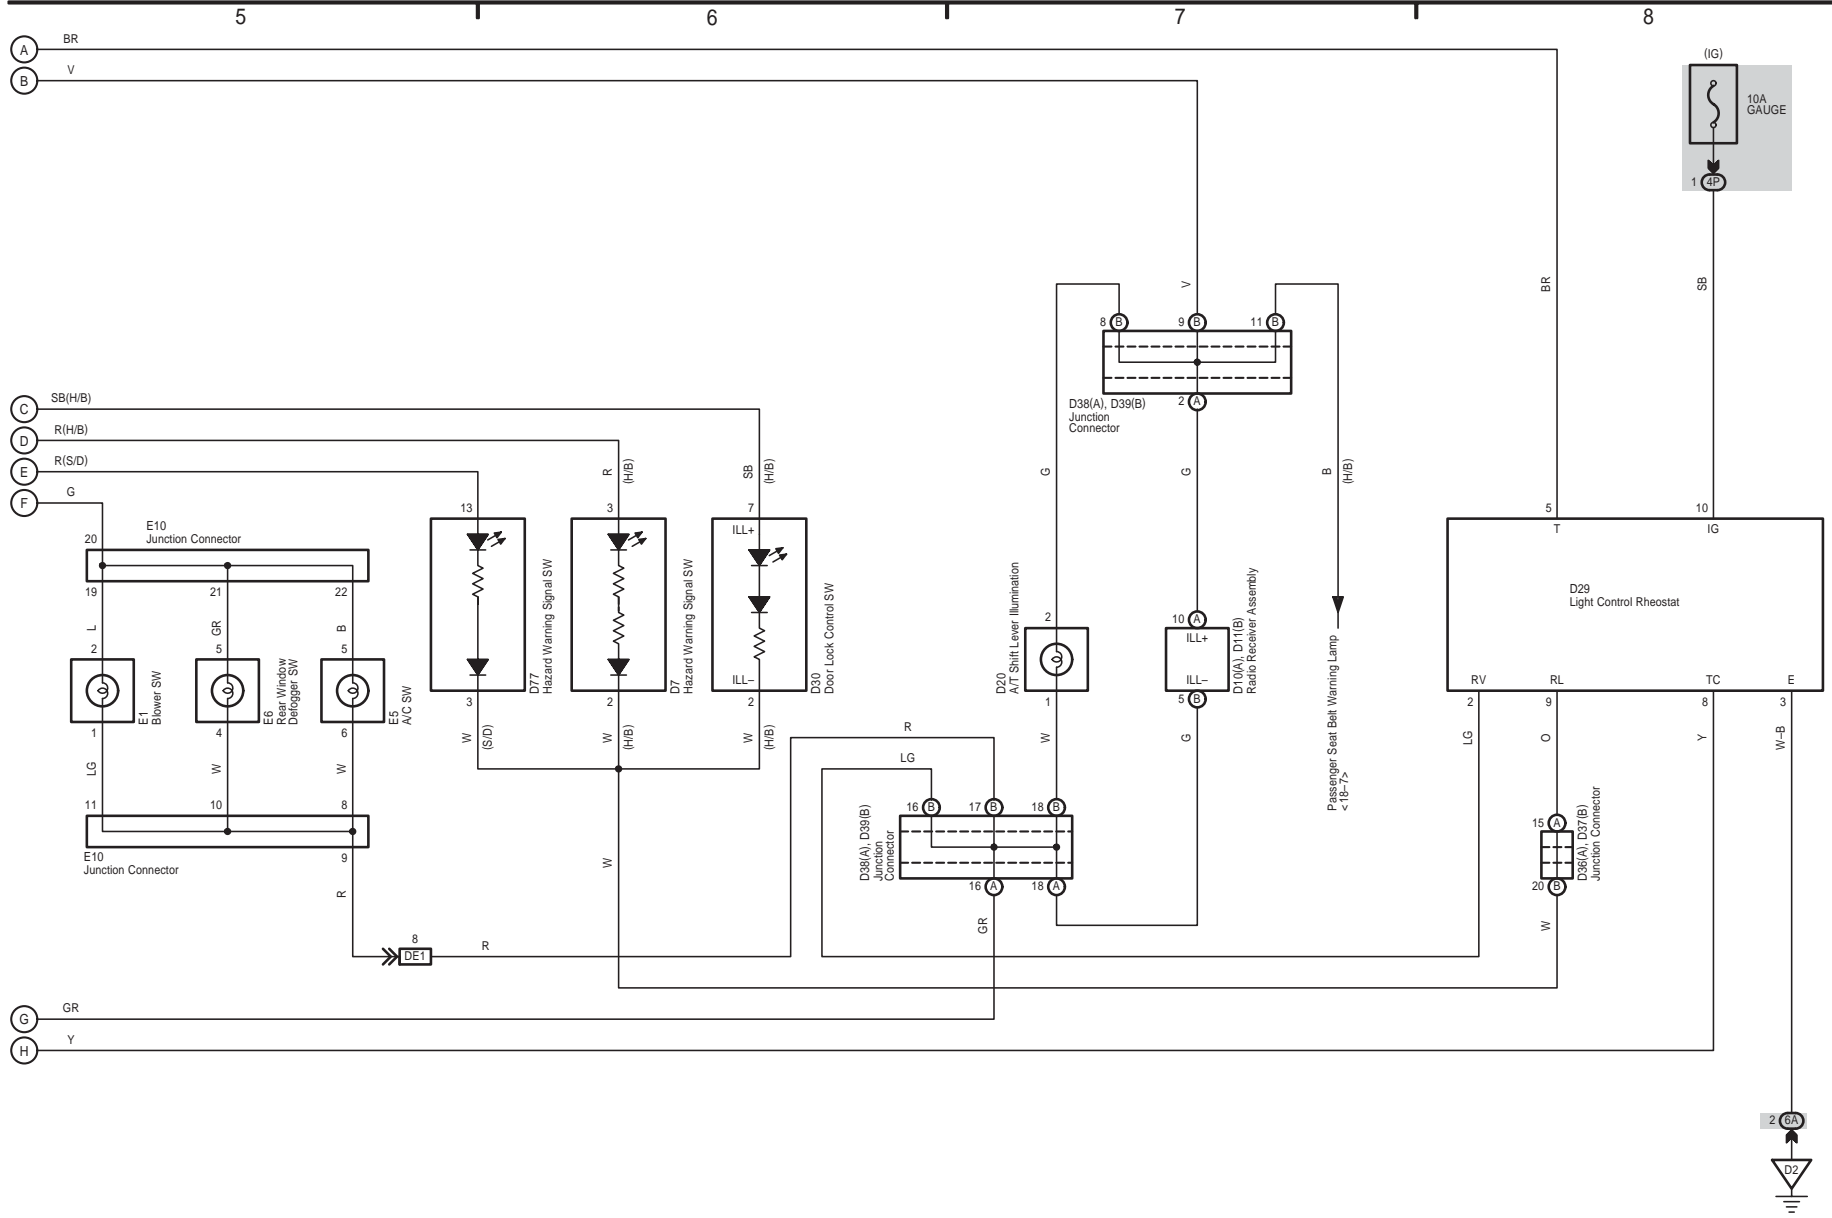 5
6
7
8
A
BR
B
V
(IG)
10A
GAUGE
1
4P
BR
SB
V
8
B
9
B
11
B
D38(A), D39(B)
Junction
Connector
2
A
C
SB(H/B)
D
R(H/B)
E
R(S/D)
F
G
R
(H/B)
SB
(H/B)
G
G
B
(H/B)
E10
Junction Connector
20
19
21
22
L
GR
B
2
5
5
E1
Blower SW
E6
Rear Window
Defogger SW
E5
A/C SW
1
4
6
LG
W
W
11
10
8
E10
Junction Connector
9
R
13
D77
Hazard Warning Signal SW
3
W
(S/D)
3
D7
Hazard Warning Signal SW
2
W
(H/B)
7
ILL+
ILL–
D30
Door Lock Control SW
2
W
(H/B)
W
8
DE1
R
2
D20
A/T Shift Lever Illumination
1
W
10
A
ILL+
ILL–
D10(A), D11(B)
Radio Receiver Assembly
5
B
G
Passenger Seat Belt Warning Lamp
<18–7>
R
LG
16
B
17
B
18
B
D38(A), D39(B)
Junction
Connector
16
A
18
A
GR
5
10
T
IG
D29
Light Control Rheostat
RV
RL
TC
E
2
9
8
3
LG
O
Y
W–B
15
A
D36(A), D37(B)
Junction Connector
20
B
W
G
GR
H
Y
2
6A
D2